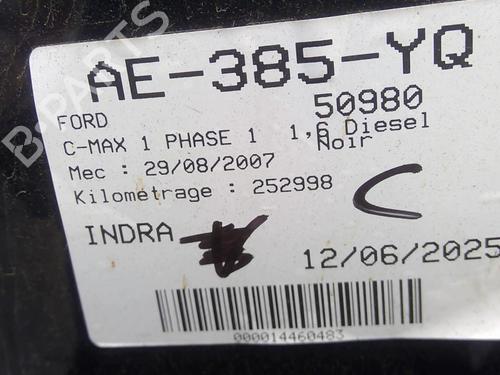 AE-385-YQ
FORD 50980
C-MAX 1 PHASE 1 1,6 Diesel
Noir
Mec : 29/08/2007
Kilometrage : 252998
C
INDRA
12/06/2025
000014460483
B-PARTS